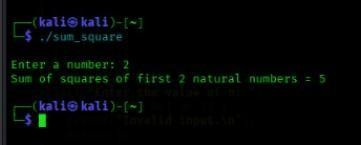 ┌──(kali㉿kali)-[~]
└─$ ./sum_square
Enter a number: 2
Sum of squares of first 2 natural numbers = 5
┌──(kali㉿kali)-[~]
└─$